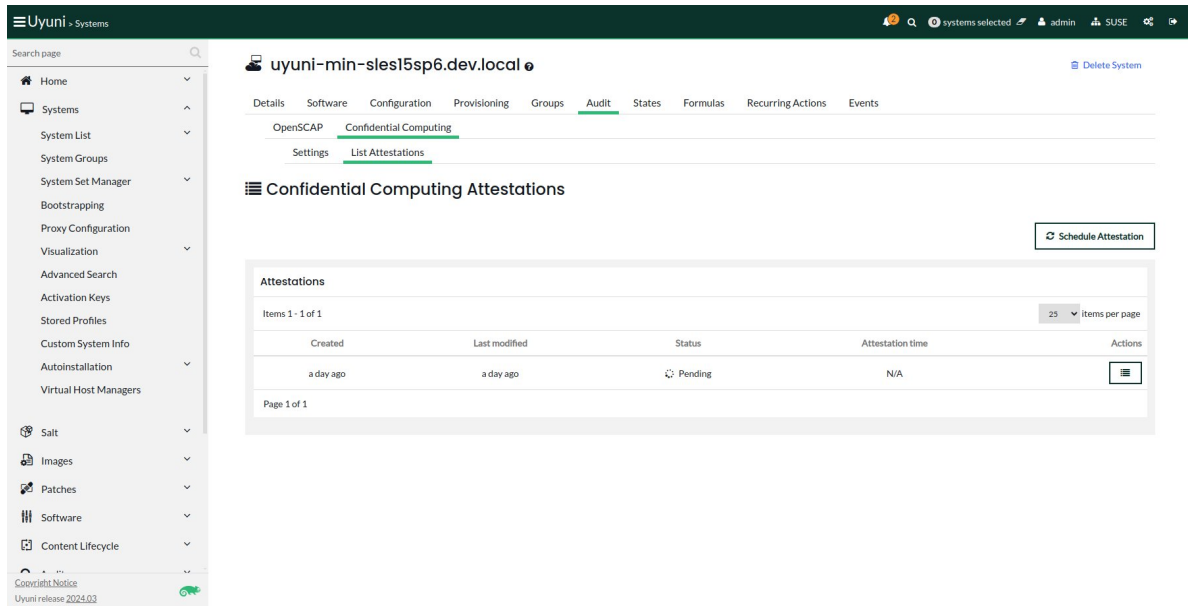 Uyuni > Systems
2
0 systems selected
admin
SUSE
Search page
Home
Systems
System List
System Groups
System Set Manager
Bootstrapping
Proxy Configuration
Visualization
Advanced Search
Activation Keys
Stored Profiles
Custom System Info
Autoinstallation
Virtual Host Managers
Salt
Images
Patches
Software
Content Lifecycle
Copyright Notice
Uyuni release 2024.03
uyuni-min-sles15sp6.dev.local
Delete System
Details Software Configuration Provisioning Groups Audit States Formulas Recurring Actions Events
OpenSCAP Confidential Computing
Settings List Attestations
Confidential Computing Attestations
Schedule Attestation
Attestations
Items 1 - 1 of 1
25 items per page
Created Last modified Status Attestation time Actions
a day ago a day ago Pending N/A
Page 1 of 1